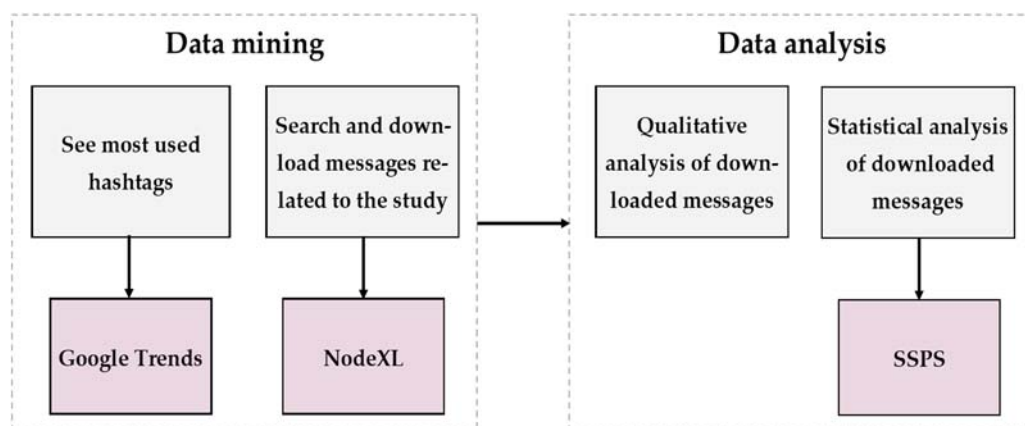 Data mining
See most used
hashtags
Search and down-
load messages re-
lated to the study
Google Trends
NodeXL
Data analysis
Qualitative
analysis of down-
loaded messages
Statistical analysis
of downloaded
messages
SSPS